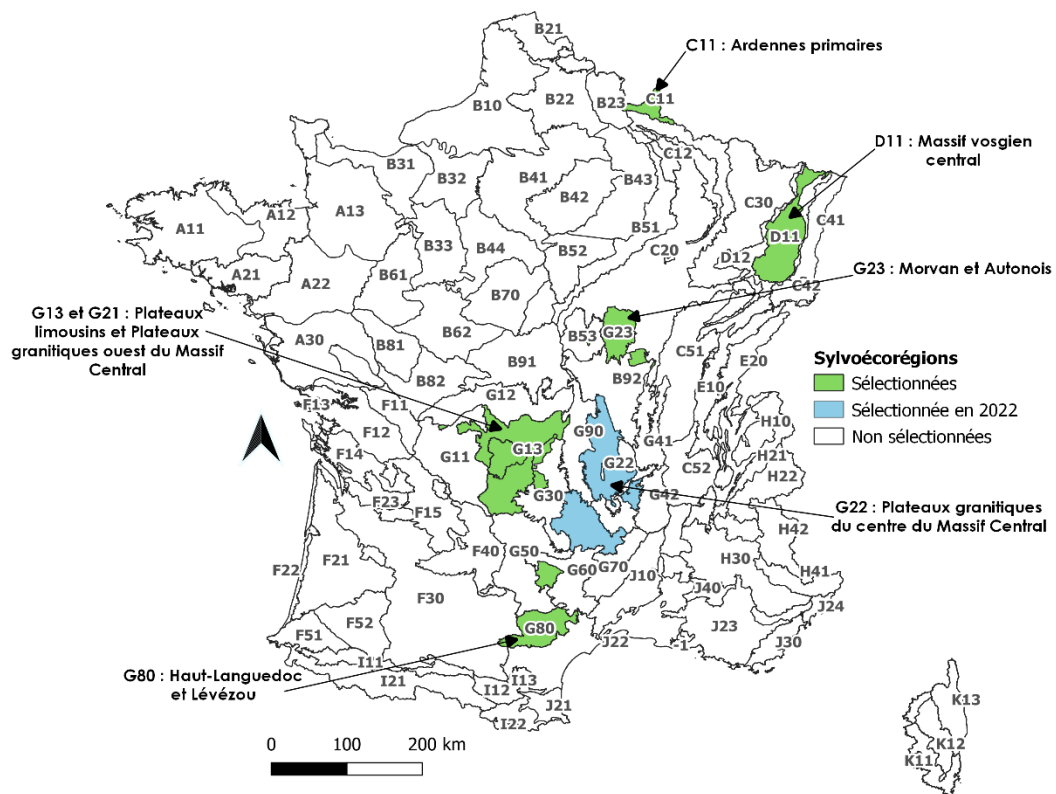 B21
C11 : Ardennes primaires
B10
B22
B23
C11
D11 : Massif vosgien
central
C12
B31
B32
B41
B42
B43
C30
C41
A11
A12
A13
B33
B44
B51
B52
C20
D11
D12
C42
A21
A22
B61
B70
G23 : Morvan et Autonois
G13 et G21 : Plateaux
limousins et Plateaux
granitiques ouest du Massif
Central
A30
B81
B62
B53
G23
C51
E20
B82
B91
B92
E10
Sylvoécorégions
Sélectionnées
Sélectionnée en 2022
Non sélectionnées
G12
F13
F11
F12
G11
G13
G90
G41
H10
F14
G22
C52
H21
H22
F23
F15
G30
G42
G22 : Plateaux granitiques
du centre du Massif Central
F40
G50
H42
F22
F21
G60
G70
J10
H30
H41
F30
J40
J24
F51
F52
G80
J22
J23
J30
G80 : Haut-Languedoc
et Lévézou
I11
I21
I13
I12
J21
I22
K13
K12
K11
0 100 200 km